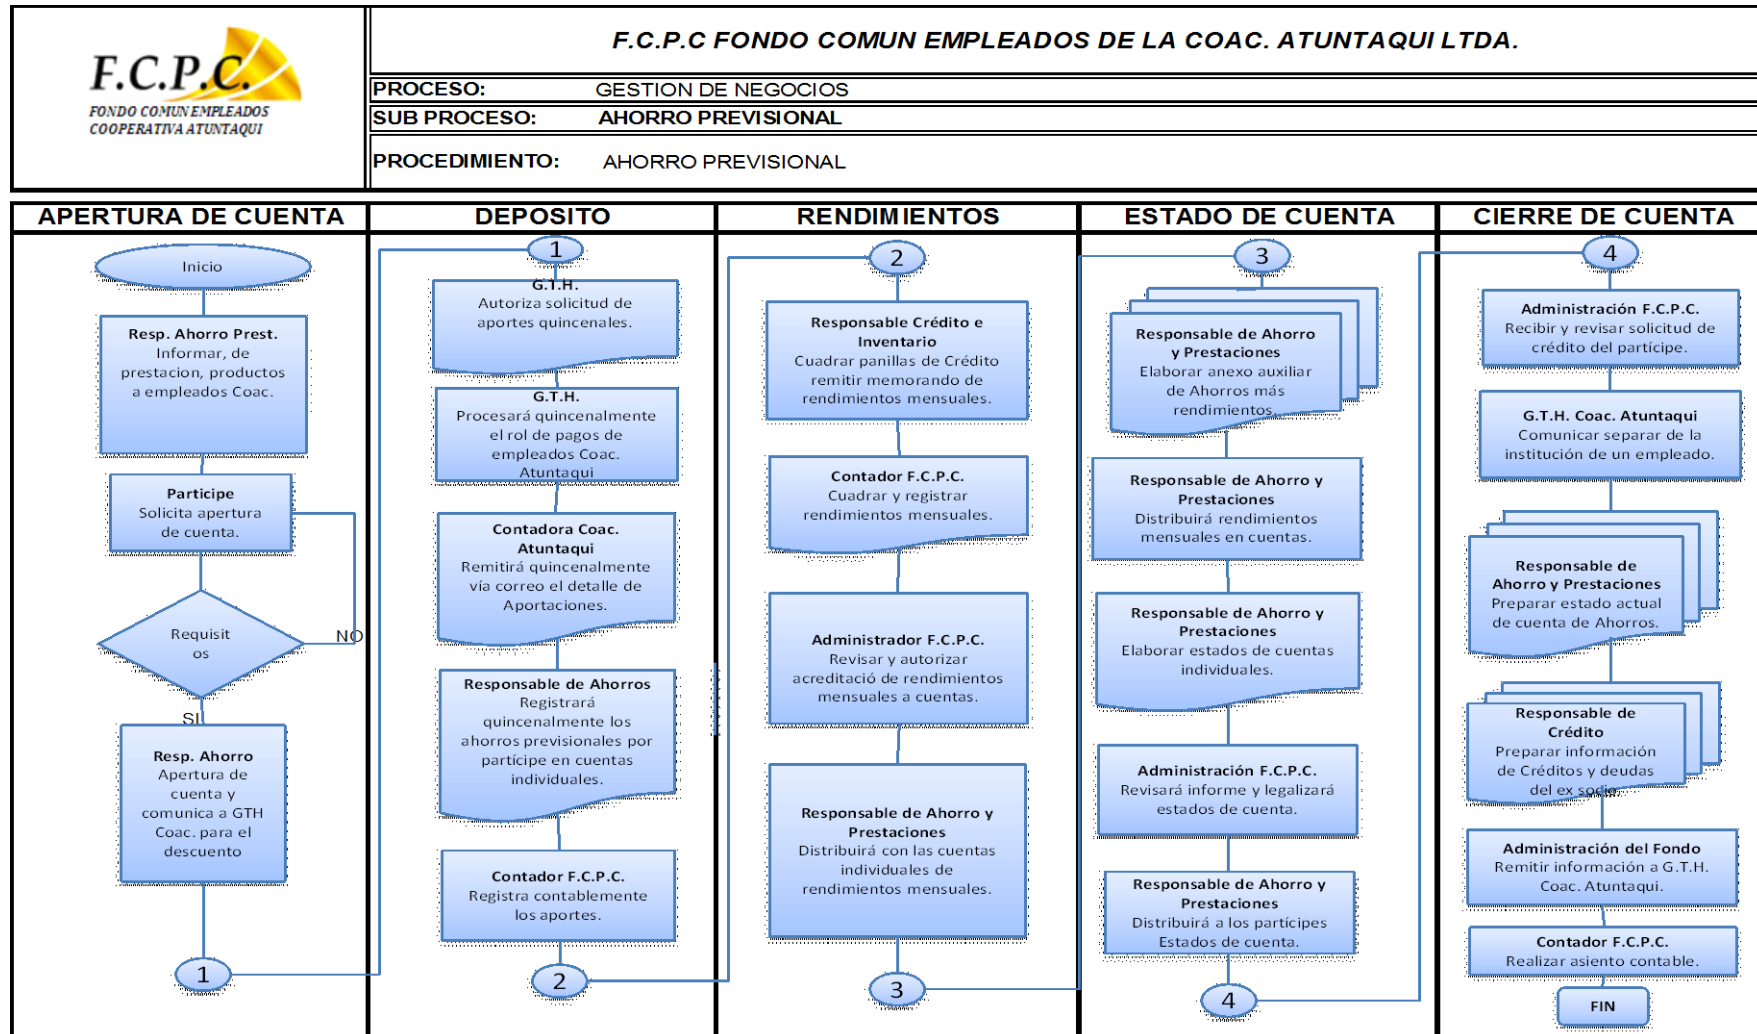 F.C.P.C.
FONDO COMUN EMPLEADOS
COOPERATIVA ATUNTAQUI
F.C.P.C FONDO COMUN EMPLEADOS DE LA COAC. ATUNTAQUI LTDA.
PROCESO: GESTION DE NEGOCIOS
SUB PROCESO: AHORRO PREVISIONAL
PROCEDIMIENTO: AHORRO PREVISIONAL
APERTURA DE CUENTA
Inicio
Resp. Ahorro Prest.
Informar, de
prestacion, productos
a empleados Coac.
Participe
Solicita apertura
de cuenta.
Requisit
os
NO
SI
Resp. Ahorro
Apertura de
cuenta y
comunica a GTH
Coac. para el
descuento
1
DEPOSITO
1
G.T.H.
Autoriza solicitud de
aportes quincenales.
G.T.H.
Procesará quincenalmente
el rol de pagos de
empleados Coac.
Atuntaqui
Contadora Coac.
Atuntaqui
Remitirá quincenalmente
vía correo el detalle de
Aportaciones.
Responsable de Ahorros
Registrará
quincenalmente los
ahorros previsionales por
partícipe en cuentas
individuales.
Contador F.C.P.C.
Registra contablemente
los aportes.
2
RENDIMIENTOS
2
Responsable Crédito e
Inventario
Cuadrar panillas de Crédito
remitir memorando de
rendimientos mensuales.
Contador F.C.P.C.
Cuadrar y registrar
rendimientos mensuales.
Administrador F.C.P.C.
Revisar y autorizar
acreditació de rendimientos
mensuales a cuentas.
Responsable de Ahorro y
Prestaciones
Distribuirá con las cuentas
individuales de
rendimientos mensuales.
3
ESTADO DE CUENTA
3
Responsable de Ahorro
y Prestaciones
Elaborar anexo auxiliar
de Ahorros más
rendimientos.
Responsable de Ahorro y
Prestaciones
Distribuirá rendimientos
mensuales en cuentas.
Responsable de Ahorro y
Prestaciones
Elaborar estados de cuentas
individuales.
Administración F.C.P.C.
Revisará informe y legalizará
estados de cuenta.
Responsable de Ahorro y
Prestaciones
Distribuirá a los partícipes
Estados de cuenta.
4
CIERRE DE CUENTA
4
Administración F.C.P.C.
Recibir y revisar solicitud de
crédito del partícipe.
G.T.H. Coac. Atuntaqui
Comunicar separar de la
institución de un empleado.
Responsable de
Ahorro y Prestaciones
Preparar estado actual
de cuenta de Ahorros.
Responsable de
Crédito
Preparar información
de Créditos y deudas
del ex socio.
Administración del Fondo
Remitir información a G.T.H.
Coac. Atuntaqui.
Contador F.C.P.C.
Realizar asiento contable.
FIN